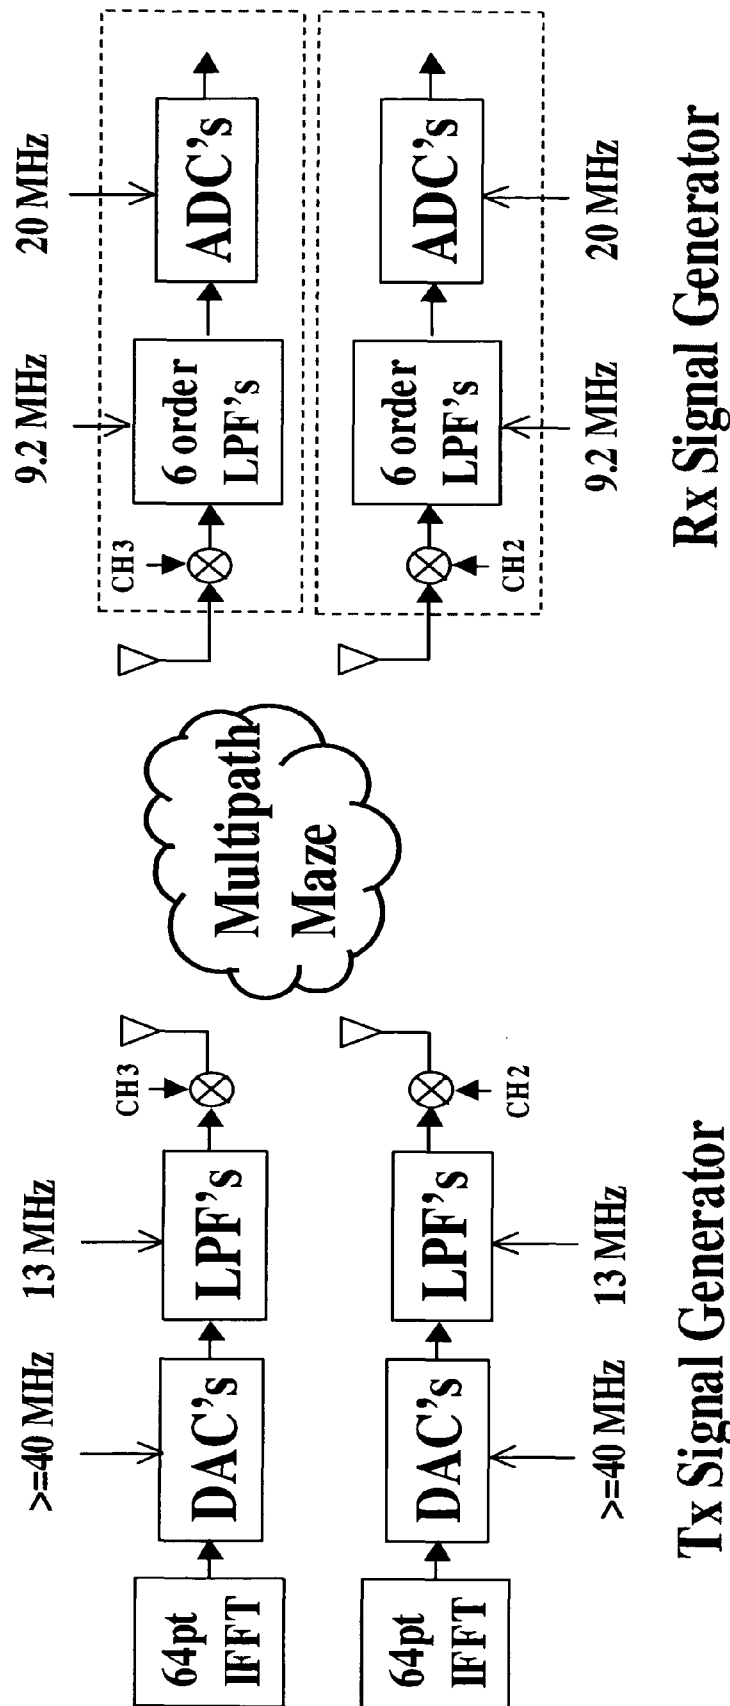 >=40 MHz
13 MHz
9.2 MHz
20 MHz
CH3
CH3
64pt
IFFT
DAC's
LPF's
Multipath
Maze
6 order
LPF's
ADC's
64pt
IFFT
DAC's
LPF's
6 order
LPF's
ADC's
CH2
CH2
>=40 MHz
13 MHz
9.2 MHz
20 MHz
Tx Signal Generator
Rx Signal Generator